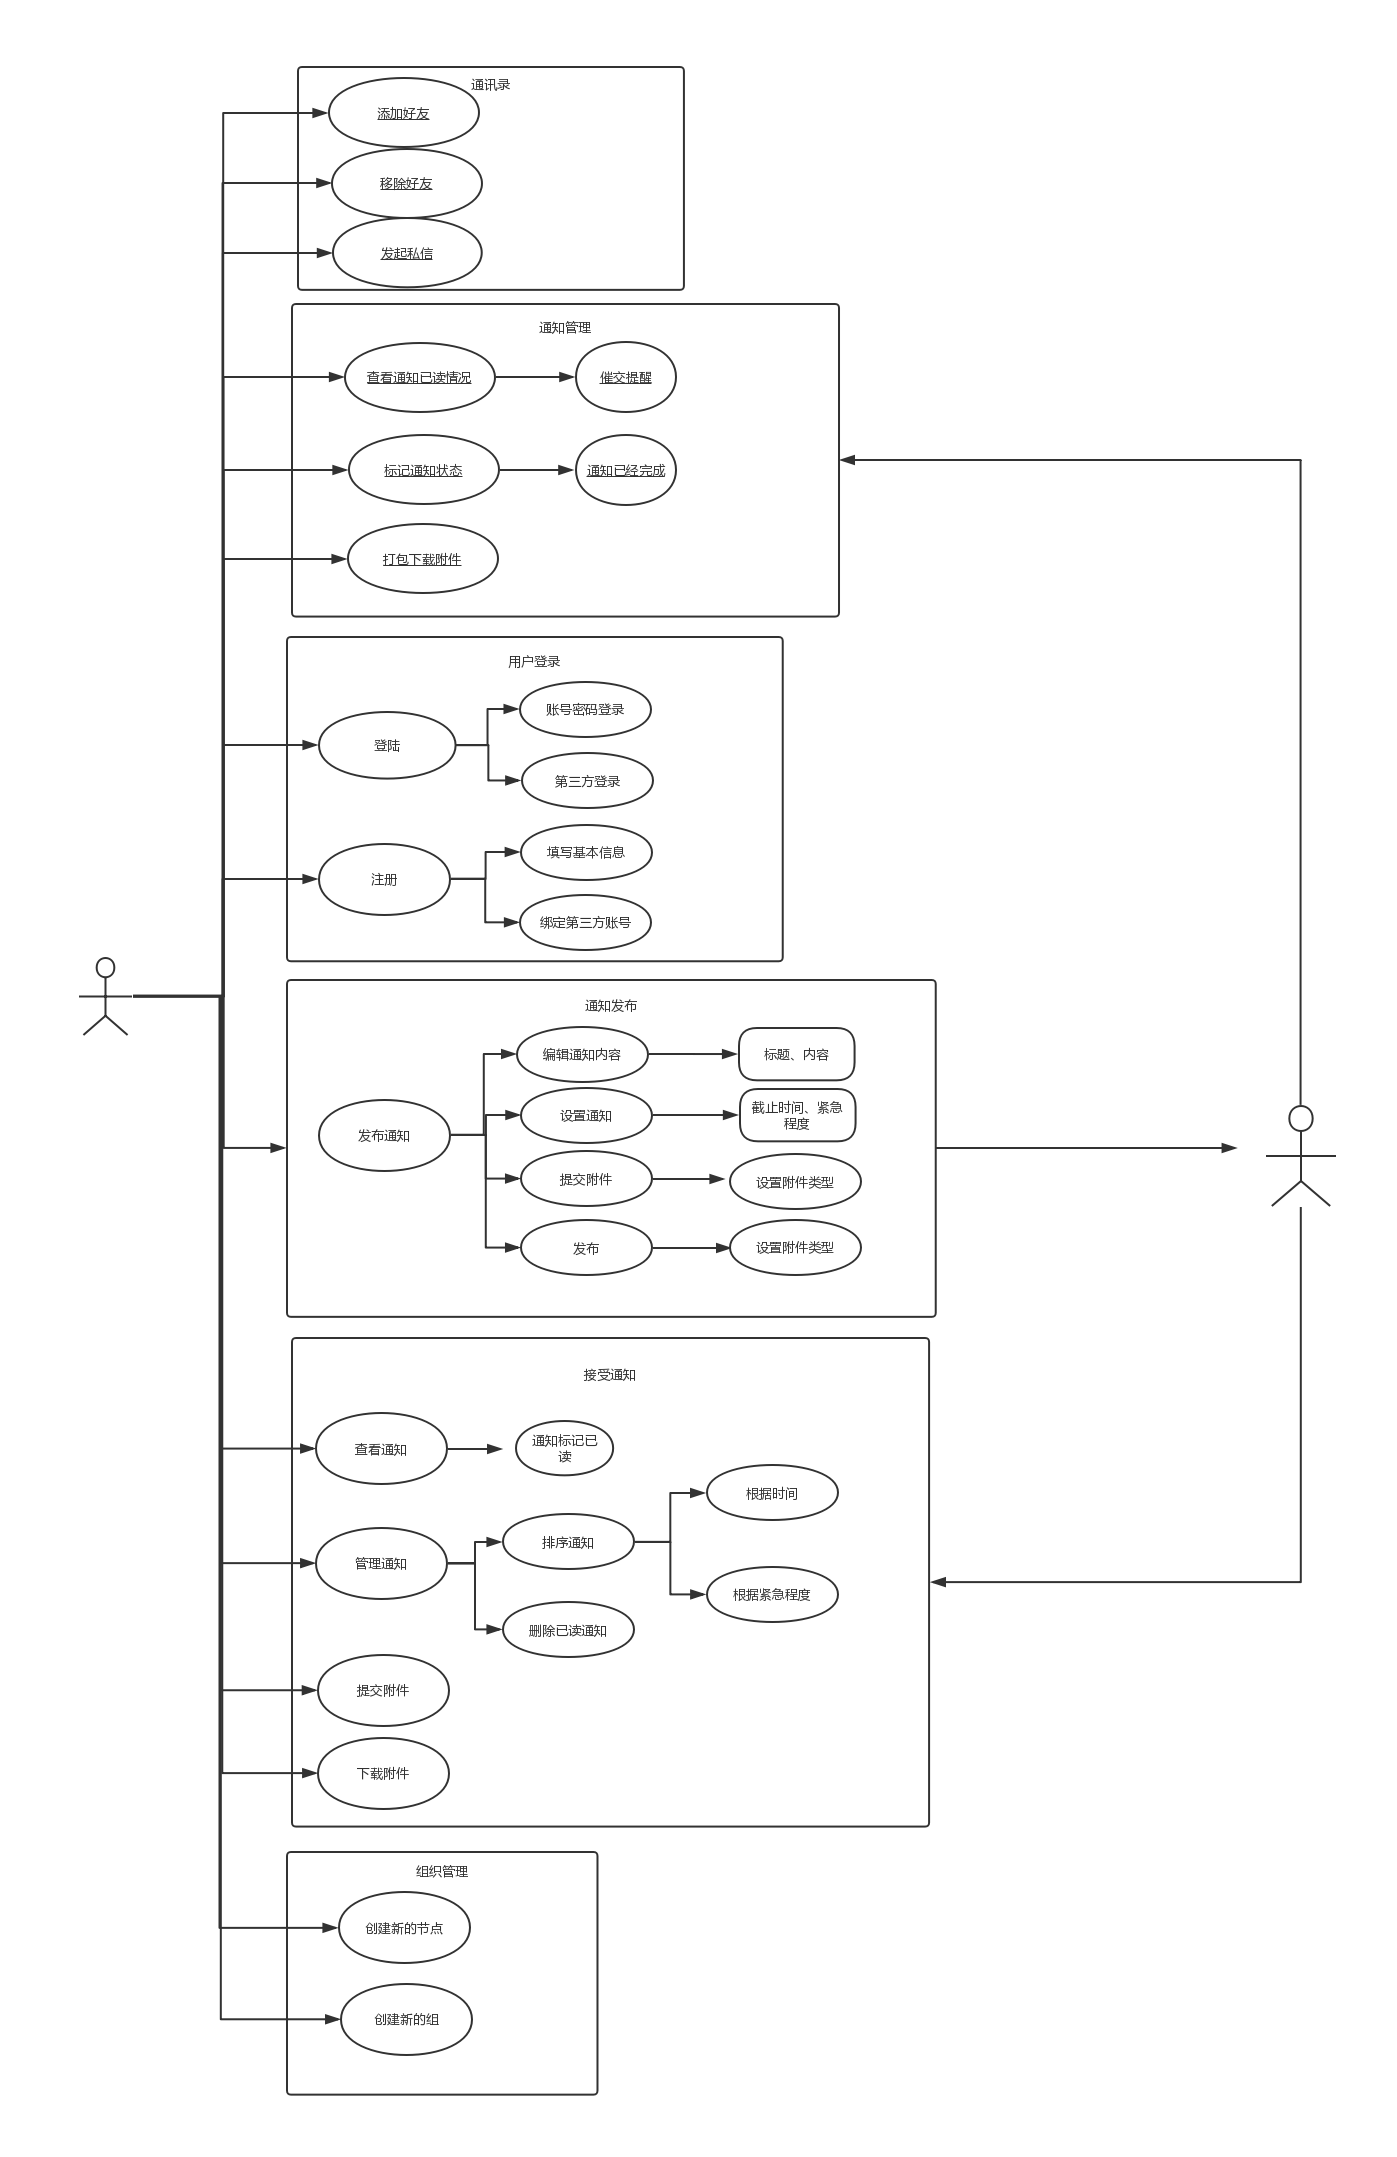 通讯录
添加好友
移除好友
发起私信
通知管理
查看通知已读情况
催交提醒
标记通知状态
通知已经完成
打包下载附件
用户登录
账号密码登录
登陆
第三方登录
填写基本信息
注册
绑定第三方账号
通知发布
编辑通知内容
标题、内容
设置通知
截止时间、紧急
程度
发布通知
提交附件
设置附件类型
发布
设置附件类型
接受通知
查看通知
通知标记已
读
根据时间
排序通知
管理通知
根据紧急程度
删除已读通知
提交附件
下载附件
组织管理
创建新的节点
创建新的组